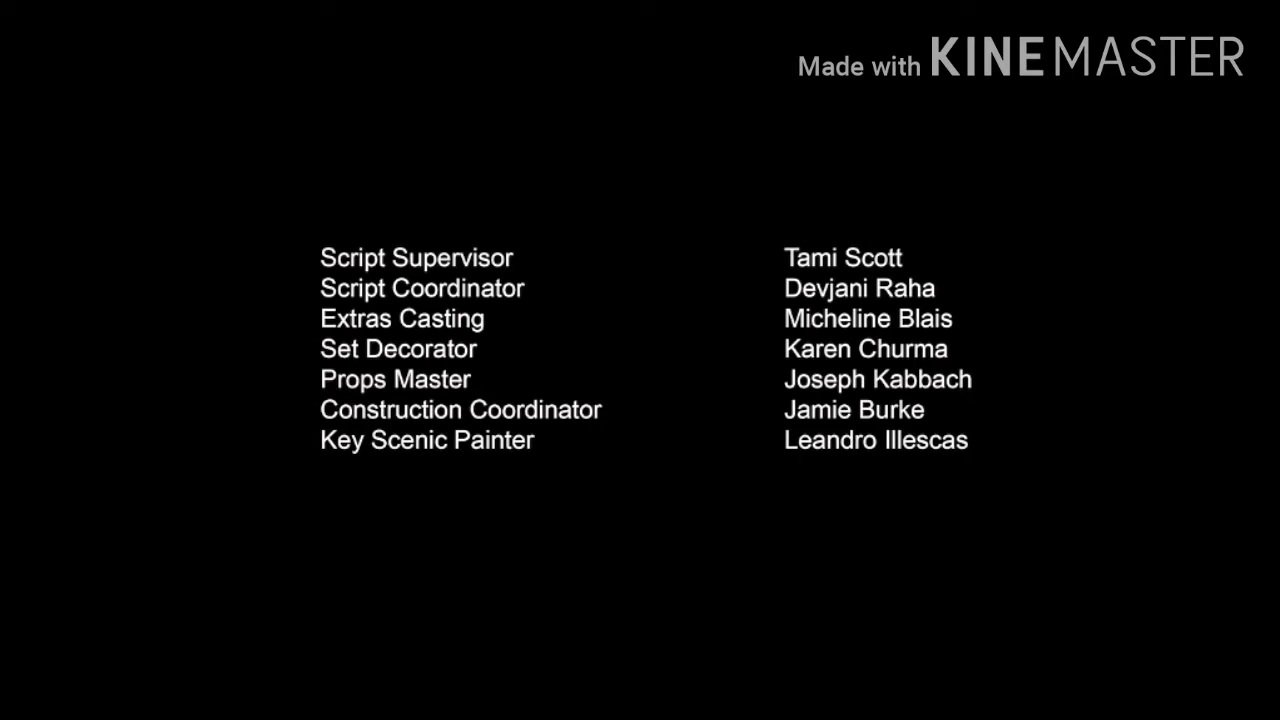 Made with KINEMASTER
Script Supervisor Tami Scott
Script Coordinator Devjani Raha
Extras Casting Micheline Blais
Set Decorator Karen Churma
Props Master Joseph Kabbach
Construction Coordinator Jamie Burke
Key Scenic Painter Leandro Illescas